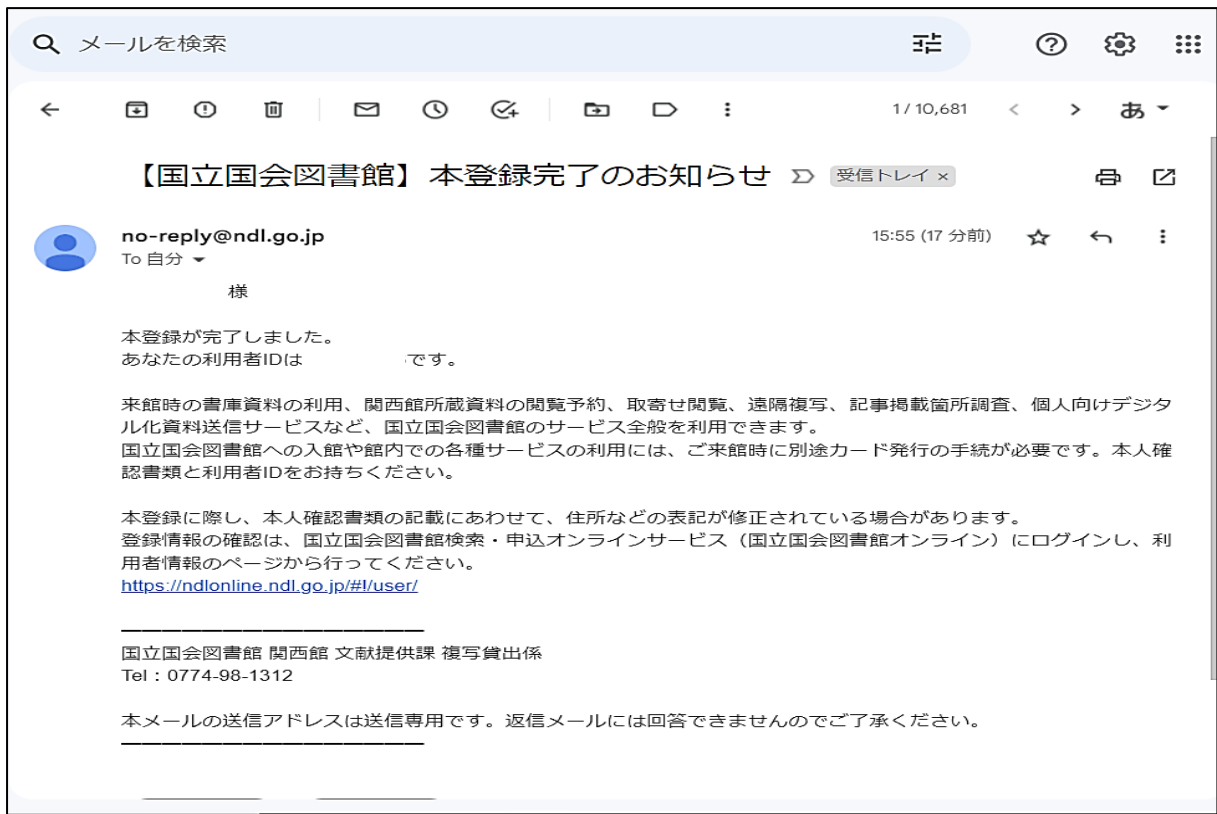 メールを検索
1/10,681
あ
【国立国会図書館】本登録完了のお知らせ
受信トレイ ×
no-reply@ndl.go.jp
15:55 (17 分前)
To 自分
様
本登録が完了しました。
あなたの利用者IDは です。
来館時の書庫資料の利用、関西館所蔵資料の閲覧予約、取寄せ閲覧、遠隔複写、記事掲載箇所調査、個人向けデジタ
ル化資料送信サービスなど、国立国会図書館のサービス全般を利用できます。
国立国会図書館への入館や館内での各種サービスの利用には、ご来館時に別途カード発行の手続が必要です。本人確
認書類と利用者IDをお持ちください。
本登録に際し、本人確認書類の記載にあわせて、住所などの表記が修正されている場合があります。
登録情報の確認は、国立国会図書館検索・申込オンラインサービス（国立国会図書館オンライン）にログインし、利
用者情報のページから行ってください。
https://ndlonline.ndl.go.jp/#!/user/
国立国会図書館 関西館 文献提供課 複写貸出係
Tel：0774-98-1312
本メールの送信アドレスは送信専用です。返信メールには回答できませんのでご了承ください。